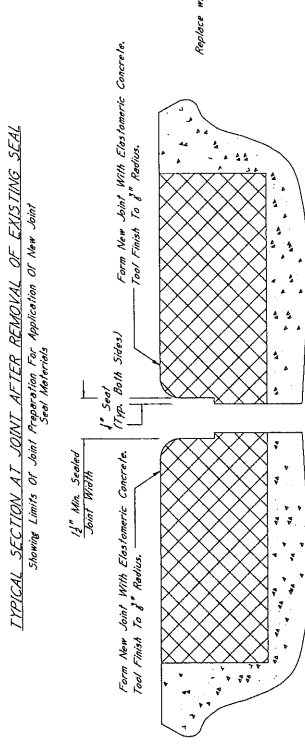 TYPICAL SECTION AT JOINT AFTER REMOVAL OF EXISTING SEAL
Showing Limits Of Joint Preparation For Application Of New Joint
Seal Materials
1½" Min. Sealed
Joint Width
Seat
(Typ. Both Sides)
Form New Joint With Elastomeric Concrete.
Tool Finish To Radius.
Form New Joint With Elastomeric Concrete.
Tool Finish To Radius.
Replace w